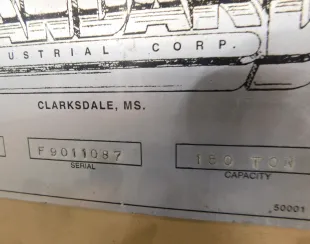 USTRIAL CORP.
CLARKSDALE, MS.
F9011087
SERIAL
150 TON
CAPACITY
50001